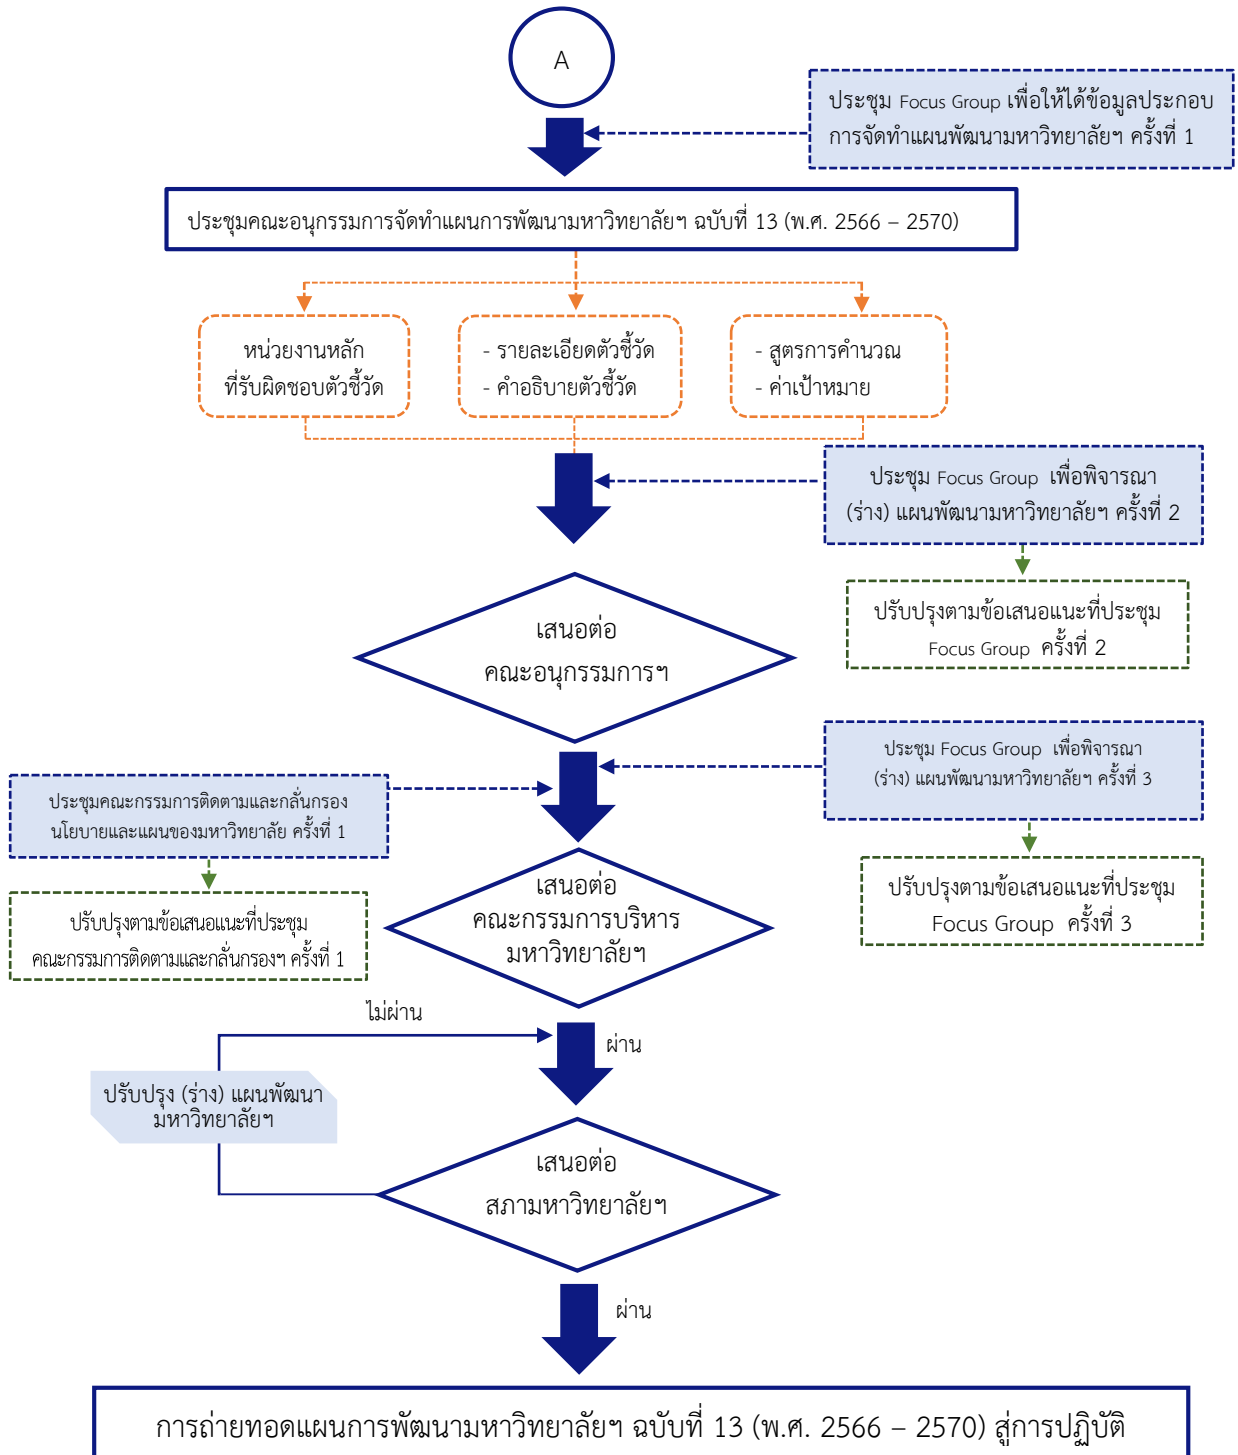 A
ประชุม Focus Group เพื่อให้ได้ข้อมูลประกอบ
การจัดทำแผนพัฒนามหาวิทยาลัยฯ ครั้งที่ 1
ประชุมคณะอนุกรรมการจัดทำแผนการพัฒนามหาวิทยาลัยฯ ฉบับที่ 13 (พ.ศ. 2566 – 2570)
หน่วยงานหลัก
ที่รับผิดชอบตัวชี้วัด
- รายละเอียดตัวชี้วัด
- คำอธิบายตัวชี้วัด
- สูตรการคำนวณ
- ค่าเป้าหมาย
ประชุม Focus Group เพื่อพิจารณา
(ร่าง) แผนพัฒนามหาวิทยาลัยฯ ครั้งที่ 2
ปรับปรุงตามข้อเสนอแนะที่ประชุม
Focus Group ครั้งที่ 2
เสนอต่อ
คณะอนุกรรมการฯ
ประชุม Focus Group เพื่อพิจารณา
(ร่าง) แผนพัฒนามหาวิทยาลัยฯ ครั้งที่ 3
ประชุมคณะกรรมการติดตามและกลั่นกรอง
นโยบายและแผนของมหาวิทยาลัย ครั้งที่ 1
ปรับปรุงตามข้อเสนอแนะที่ประชุม
Focus Group ครั้งที่ 3
ปรับปรุงตามข้อเสนอแนะที่ประชุม
คณะกรรมการติดตามและกลั่นกรองฯ ครั้งที่ 1
เสนอต่อ
คณะกรรมการบริหาร
มหาวิทยาลัยฯ
ไม่ผ่าน
ผ่าน
ปรับปรุง (ร่าง) แผนพัฒนา
มหาวิทยาลัยฯ
เสนอต่อ
สภามหาวิทยาลัยฯ
ผ่าน
การถ่ายทอดแผนการพัฒนามหาวิทยาลัยฯ ฉบับที่ 13 (พ.ศ. 2566 – 2570) สู่การปฏิบัติ